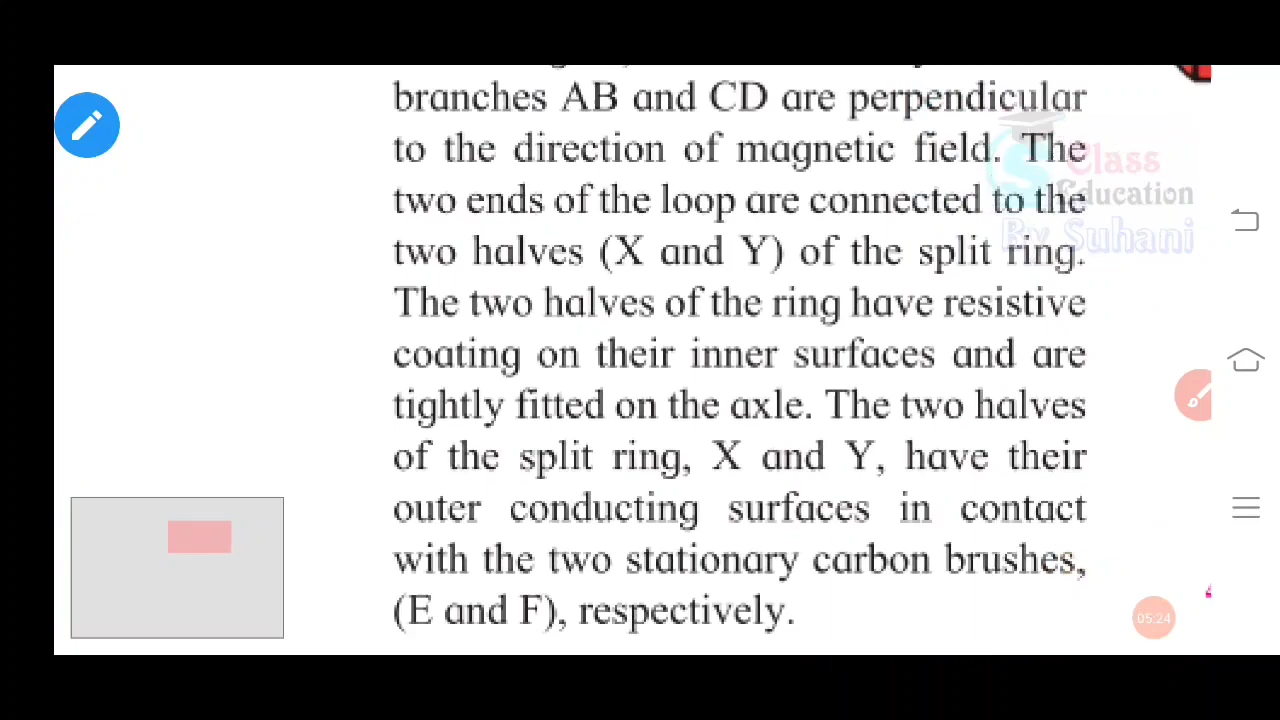 branches AB and CD are perpendicular
to the direction of magnetic field. The
two ends of the loop are connected to the
two halves (X and Y) of the split ring.
The two halves of the ring have resistive
coating on their inner surfaces and are
tightly fitted on the axle. The two halves
of the split ring, X and Y, have their
outer conducting surfaces in contact
with the two stationary carbon brushes,
(E and F), respectively.
Class
Education
By Suhani
05:24